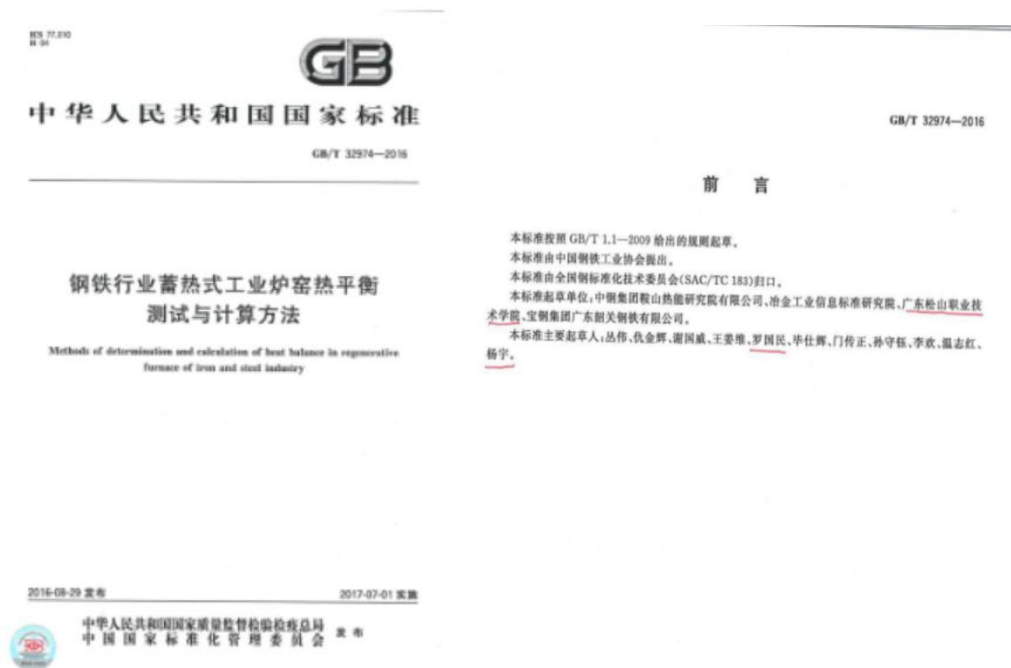 ICS 77.010
H 04
GB
中华人民共和国国家标准
GB/T 32974—2016
钢铁行业蓄热式工业炉窑热平衡
测试与计算方法
Methods of determination and calculation of heat balance in regenerative
furnace of iron and steel industry
2016-08-29 发布
2017-07-01 实施
中华人民共和国国家质量监督检验检疫总局
中国国家标准化管理委员会
发布
GB/T 32974—2016
前 言
本标准按照 GB/T 1.1—2009 给出的规则起草。
本标准由中国钢铁工业协会提出。
本标准由全国钢标准化技术委员会(SAC/TC 183)归口。
本标准起草单位:中钢集团鞍山热能研究院有限公司、冶金工业信息标准研究院、广东松山职业技
术学院、宝钢集团广东韶关钢铁有限公司。
本标准主要起草人:丛伟、仇金辉、谢国威、王姜维、罗国民、毕仕辉、门传正、孙守钰、李欢、温志红、
杨宇。